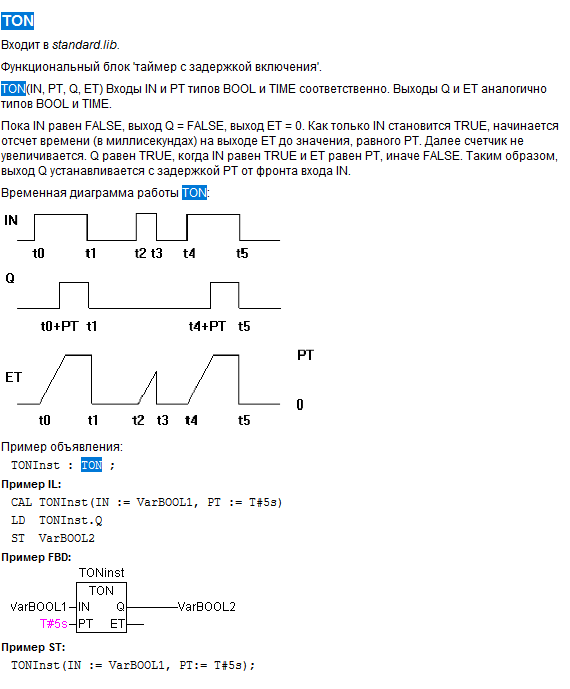 TON
Входит в standard.lib.
Функциональный блок 'таймер с задержкой включения'.
TON(IN, PT, Q, ET) Входы IN и PT типов BOOL и TIME соответственно. Выходы Q и ET аналогично
типов BOOL и TIME.
Пока IN равен FALSE, выход Q = FALSE, выход ET = 0. Как только IN становится TRUE, начинается
отсчет времени (в миллисекундах) на выходе ET до значения, равного PT. Далее счетчик не
увеличивается. Q равен TRUE, когда IN равен TRUE и ET равен PT, иначе FALSE. Таким образом,
выход Q устанавливается с задержкой PT от фронта входа IN.
Временная диаграмма работы TON:
IN
t0 t1 t2 t3 t4 t5
Q
t0+PT t1 t4+PT t5
PT
ET
0
t0 t1 t2 t3 t4 t5
Пример объявления:
TONInst : TON ;
Пример IL:
CAL TONInst(IN := VarBOOL1, PT := T#5s)
LD TONInst.Q
ST VarBOOL2
Пример FBD:
TONinst
TON
VarBOOL1 IN Q VarBOOL2
T#5s PT ET
Пример ST:
TONInst(IN := VarBOOL1, PT:= T#5s);